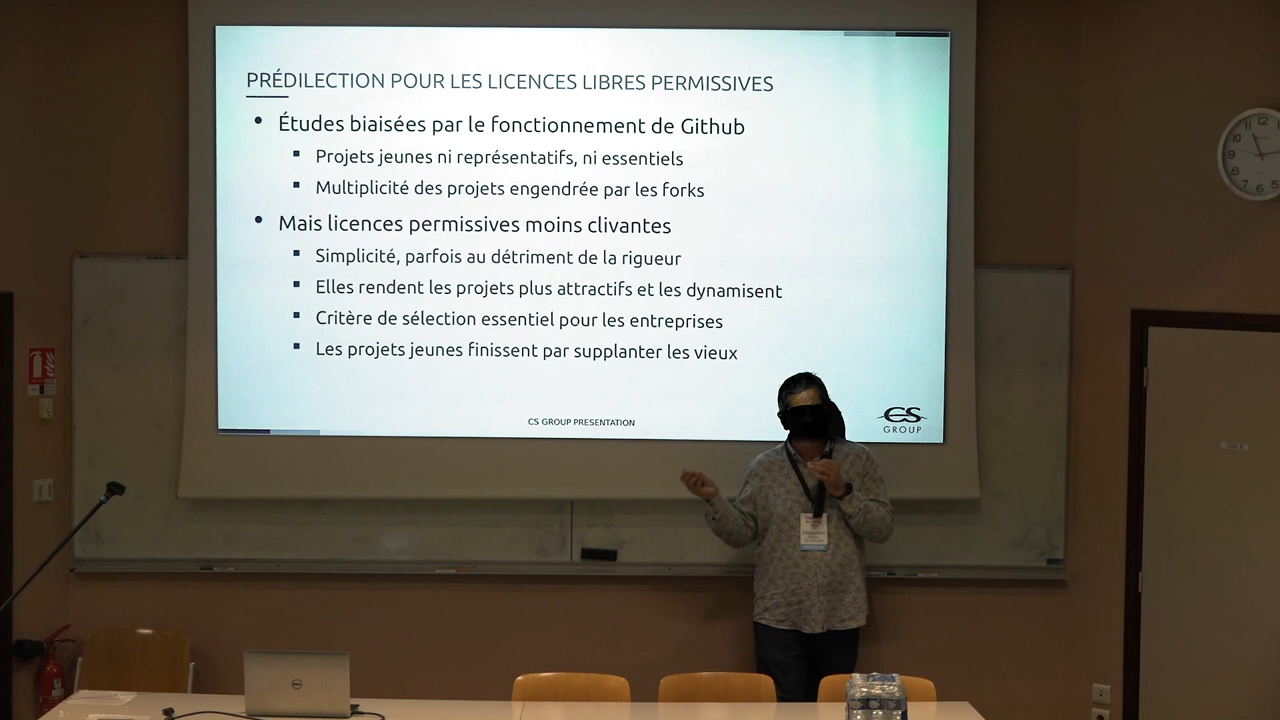 PRÉDILECTION POUR LES LICENCES LIBRES PERMISSIVES
Études biaisées par le fonctionnement de Github
Projets jeunes ni représentatifs, ni essentiels
Multiplicité des projets engendrée par les forks
Mais licences permissives moins clivantes
Simplicité, parfois au détriment de la rigueur
Elles rendent les projets plus attractifs et les dynamisent
Critère de sélection essentiel pour les entreprises
Les projets jeunes finissent par supplanter les vieux
CS GROUP PRESENTATION
CS
GROUP
DELL